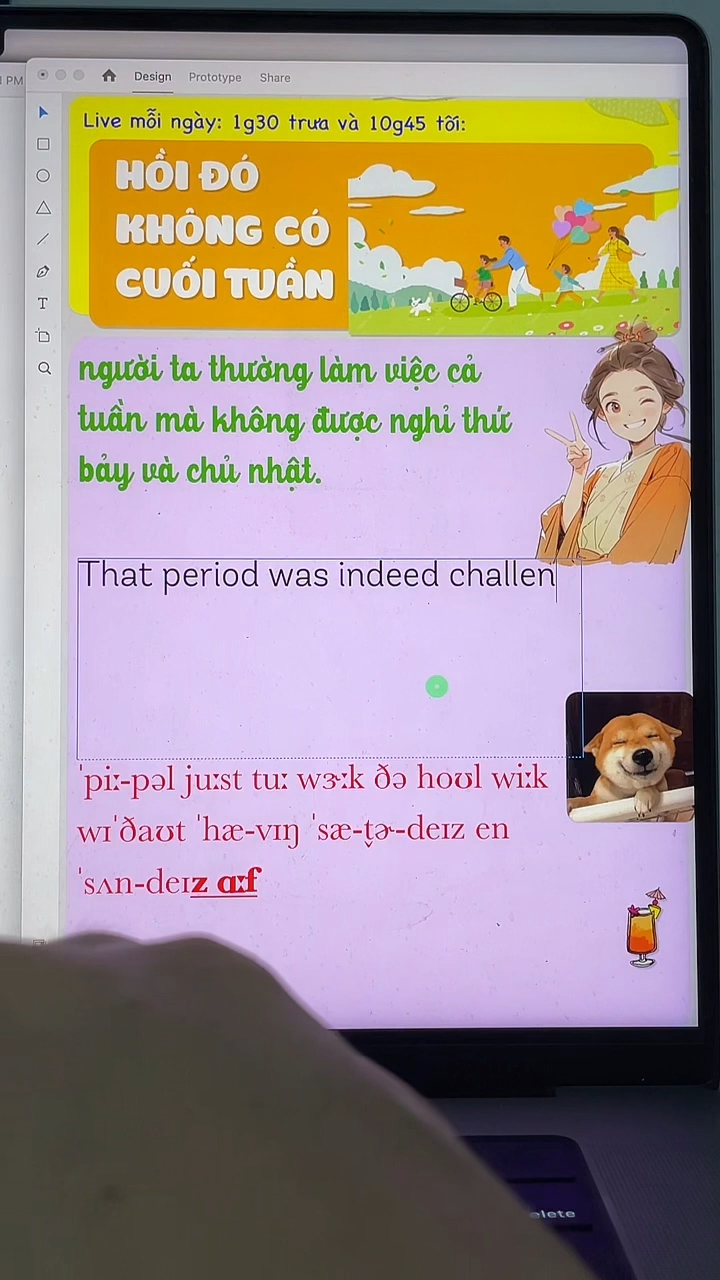 PM
Design Prototype Share
Live mỗi ngày: 1g30 trưa và 10g45 tối:
HỒI ĐÓ
KHÔNG CÓ
CUỐI TUẦN
người ta thường làm việc cả
tuần mà không được nghỉ thứ
bảy và chủ nhật.
That period was indeed challen
ˈpiː-pəl juːst tuː wɝːk ðə hoʊl wiːk
wɪˈðaʊt ˈhæ-vɪŋ ˈsæ-t̬ɚ-deɪz en
ˈsʌn-deɪz ɑːf
elete